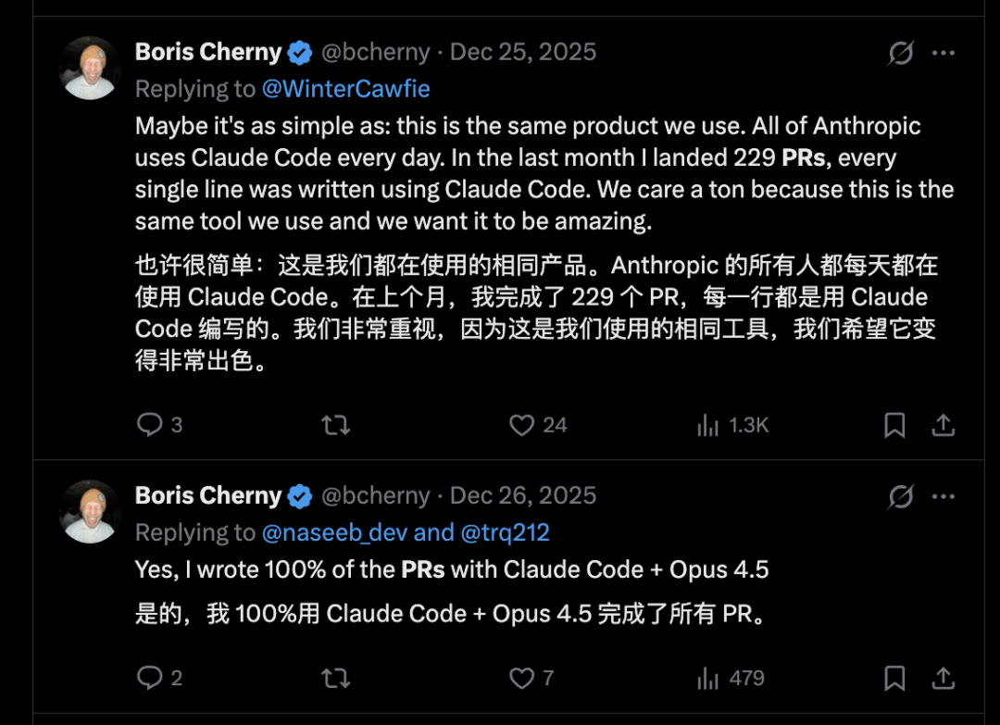 Boris Cherny @bcherny · Dec 25, 2025
Replying to @WinterCawfie
Maybe it's as simple as: this is the same product we use. All of Anthropic
uses Claude Code every day. In the last month I landed 229 PRs, every
single line was written using Claude Code. We care a ton because this is the
same tool we use and we want it to be amazing.
也许很简单：这是我们都在使用的相同产品。Anthropic 的所有人都每天都在
使用 Claude Code。在上个月，我完成了 229 个 PR，每一行都是用 Claude
Code 编写的。我们非常重视，因为这是我们使用的相同工具，我们希望它变
得非常出色。
3 24 1.3K
Boris Cherny @bcherny · Dec 26, 2025
Replying to @naseeb_dev and @trq212
Yes, I wrote 100% of the PRs with Claude Code + Opus 4.5
是的，我 100%用 Claude Code + Opus 4.5 完成了所有 PR。
2 7 479